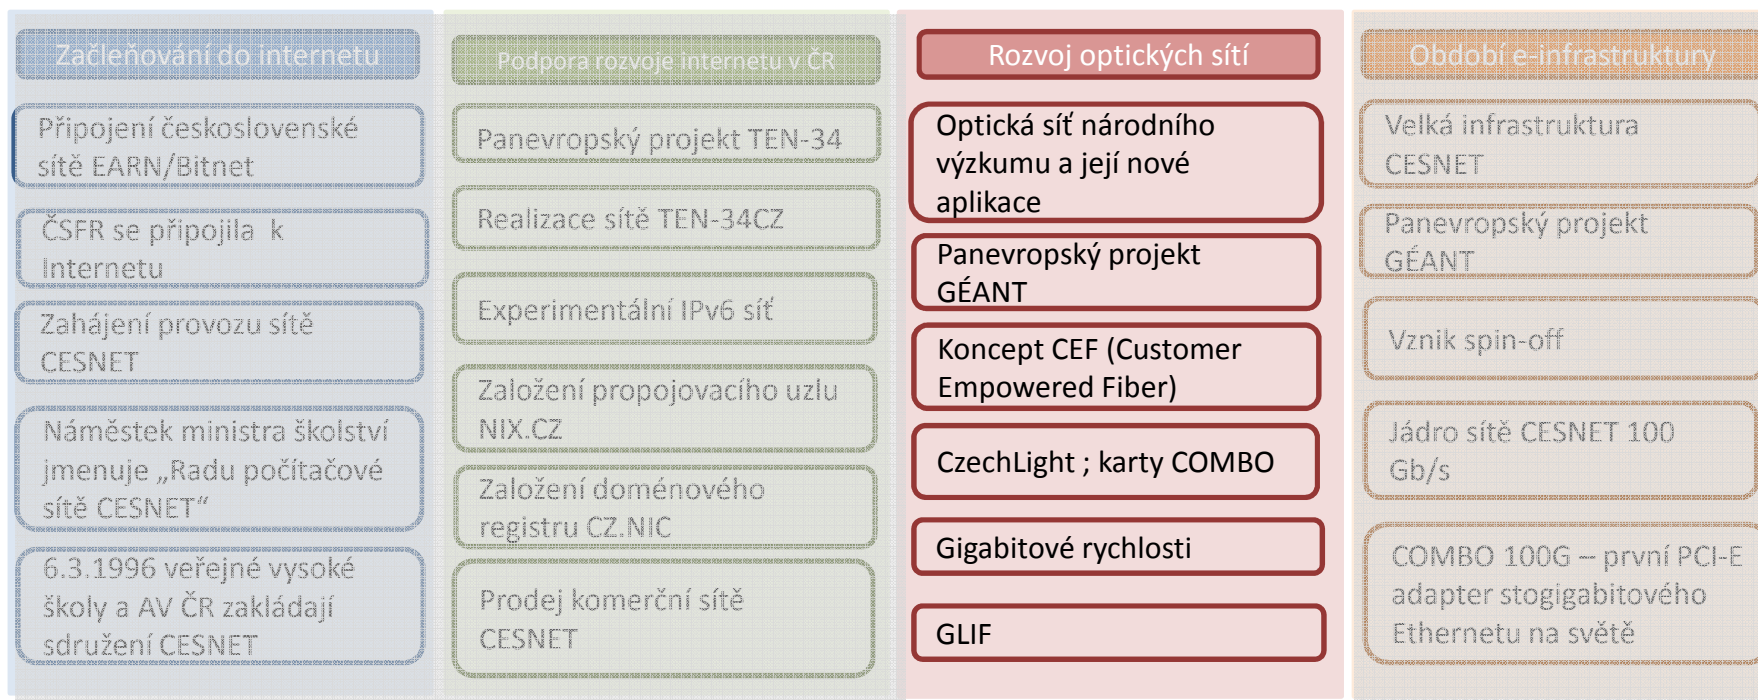 Začleňování do internetu
Připojení československé
sítě EARN/Bitnet
ČSFR se připojila k
Internetu
Zahájení provozu sítě
CESNET
Náměstek ministra školství
jmenuje „Radu počítačové
sítě CESNET“
6.3.1996 veřejné vysoké
školy a AV ČR zakládají
sdružení CESNET
Podpora rozvoje internetu v ČR
Panevropský projekt TEN-34
Realizace sítě TEN-34CZ
Experimentální IPv6 síť
Založení propojovacího uzlu
NIX.CZ
Založení doménového
registru CZ.NIC
Prodej komerční sítě
CESNET
Rozvoj optických sítí
Optická síť národního
výzkumu a její nové
aplikace
Panevropský projekt
GÉANT
Koncept CEF (Customer
Empowered Fiber)
CzechLight ; karty COMBO
Gigabitové rychlosti
GLIF
Období e-infrastruktury
Velká infrastruktura
CESNET
Panevropský projekt
GÉANT
Vznik spin-off
Jádro sítě CESNET 100
Gb/s
COMBO 100G – první PCI-E
adapter stogigabitového
Ethernetu na světě